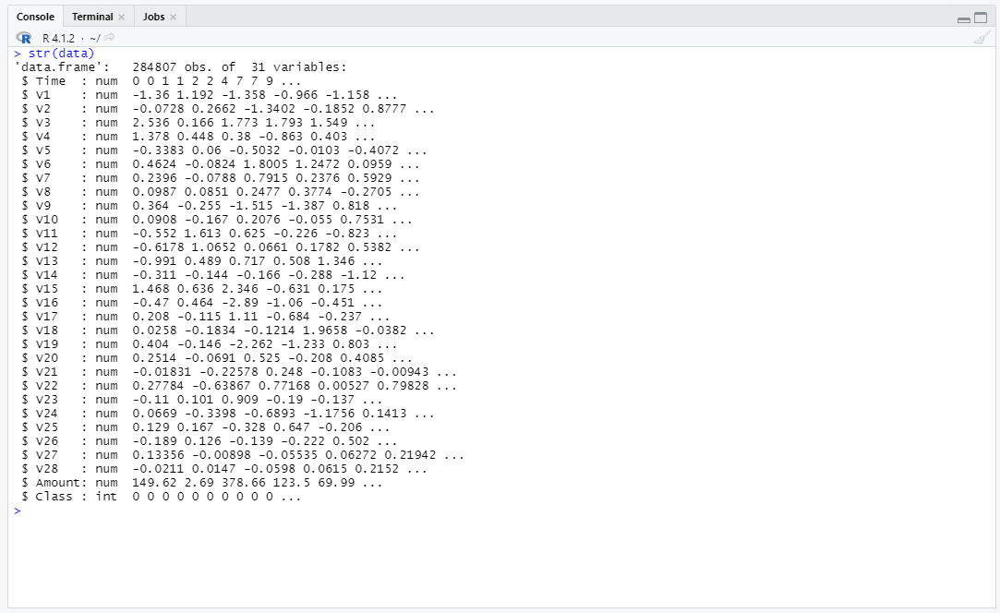 Console Terminal Jobs
R 4.1.2 · ~/
> str(data)
'data.frame':   284807 obs. of  31 variables:
 $ Time  : num  0 0 1 1 2 2 4 7 7 9 ...
 $ V1    : num  -1.36 1.192 -1.358 -0.966 -1.158 ...
 $ V2    : num  -0.0728 0.2662 -1.3402 -0.1852 0.8777 ...
 $ V3    : num  2.536 0.166 1.773 1.793 1.549 ...
 $ V4    : num  1.378 0.448 0.38 -0.863 0.403 ...
 $ V5    : num  -0.3383 0.06 -0.5032 -0.0103 -0.4072 ...
 $ V6    : num  0.4624 -0.0824 1.8005 1.2472 0.0959 ...
 $ V7    : num  0.2396 -0.0788 0.7915 0.2376 0.5929 ...
 $ V8    : num  0.0987 0.0851 0.2477 0.3774 -0.2705 ...
 $ V9    : num  0.364 -0.255 -1.515 -1.387 0.818 ...
 $ V10   : num  0.0908 -0.167 0.2076 -0.055 0.7531 ...
 $ V11   : num  -0.552 1.613 0.625 -0.226 -0.823 ...
 $ V12   : num  -0.6178 1.0652 0.0661 0.1782 0.5382 ...
 $ V13   : num  -0.991 0.489 0.717 0.508 1.346 ...
 $ V14   : num  -0.311 -0.144 -0.166 -0.288 -1.12 ...
 $ V15   : num  1.468 0.636 2.346 -0.631 0.175 ...
 $ V16   : num  -0.47 0.464 -2.89 -1.06 -0.451 ...
 $ V17   : num  0.208 -0.115 1.11 -0.684 -0.237 ...
 $ V18   : num  0.0258 -0.1834 -0.1214 1.9658 -0.0382 ...
 $ V19   : num  0.404 -0.146 -2.262 -1.233 0.803 ...
 $ V20   : num  0.2514 -0.0691 0.525 -0.208 0.4085 ...
 $ V21   : num  -0.01831 -0.22578 0.248 -0.1083 -0.00943 ...
 $ V22   : num  0.27784 -0.63867 0.77168 0.00527 0.79828 ...
 $ V23   : num  -0.11 0.101 0.909 -0.19 -0.137 ...
 $ V24   : num  0.0669 -0.3398 -0.6893 -1.1756 0.1413 ...
 $ V25   : num  0.129 0.167 -0.328 0.647 -0.206 ...
 $ V26   : num  -0.189 0.126 -0.139 -0.222 0.502 ...
 $ V27   : num  0.13356 -0.00898 -0.05535 0.06272 0.21942 ...
 $ V28   : num  -0.0211 0.0147 -0.0598 0.0615 0.2152 ...
 $ Amount: num  149.62 2.69 378.66 123.5 69.99 ...
 $ Class : int  0 0 0 0 0 0 0 0 0 0 ...
>